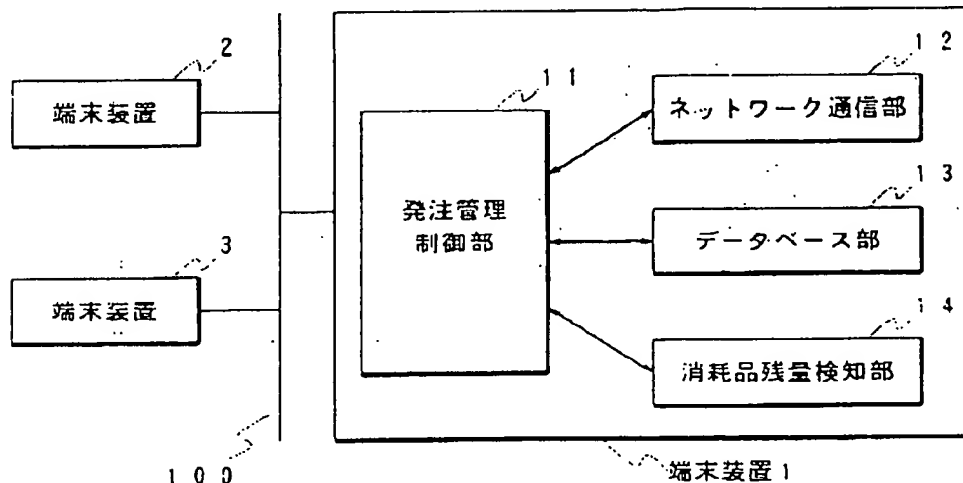 2
端末装置
3
端末装置
100
11
発注管理
制御部
12
ネットワーク通信部
13
データベース部
14
消耗品残量検知部
端末装置1